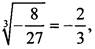 ∛(-8/27) = -2/3,